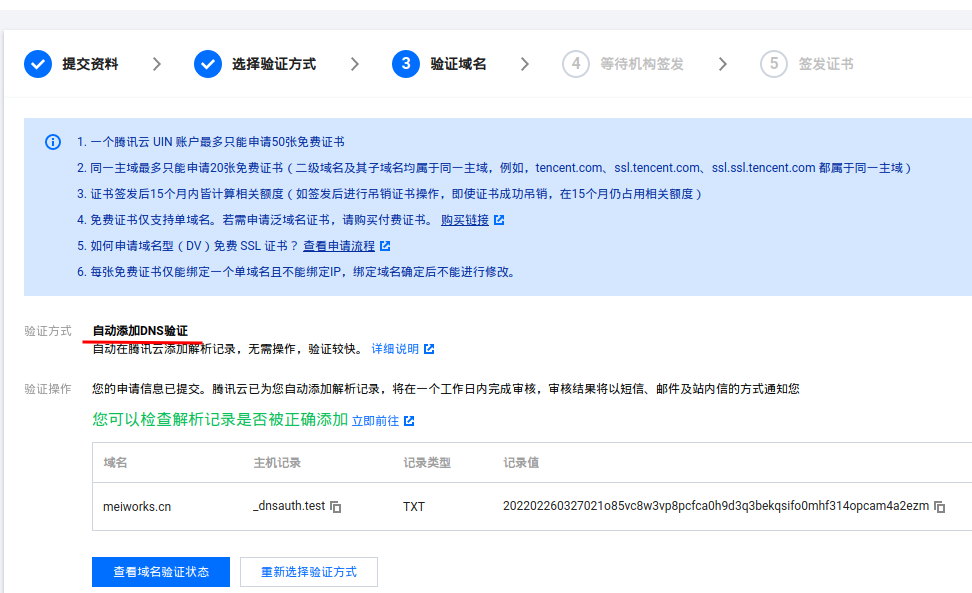 提交资料 选择验证方式 3 验证域名 4 等待机构签发 5 签发证书
1. 一个腾讯云 UIN 账户最多只能申请50张免费证书
2. 同一主域最多只能申请20张免费证书（二级域名及其子域名均属于同一主域，例如，tencent.com、ssl.tencent.com、ssl.ssl.tencent.com 都属于同一主域）
3. 证书签发后15个月内皆计算相关额度（如签发后进行吊销证书操作，即使证书成功吊销，在15个月仍占用相关额度）
4. 免费证书仅支持单域名。若需申请泛域名证书，请购买付费证书。 购买链接
5. 如何申请域名型（DV）免费 SSL 证书？ 查看申请流程
6. 每张免费证书仅能绑定一个单域名且不能绑定IP，绑定域名确定后不能进行修改。
验证方式 自动添加DNS验证
自动在腾讯云添加解析记录，无需操作，验证较快。 详细说明
验证操作 您的申请信息已提交。腾讯云已为您自动添加解析记录，将在一个工作日内完成审核，审核结果将以短信、邮件及站内信的方式通知您
您可以检查解析记录是否被正确添加 立即前往
域名 主机记录 记录类型 记录值
meiworks.cn _dnsauth.test TXT 202202260327021o85vc8w3vp8pcfca0h9d3q3bekqsifo0mhf314opcam4a2ezm
查看域名验证状态 重新选择验证方式